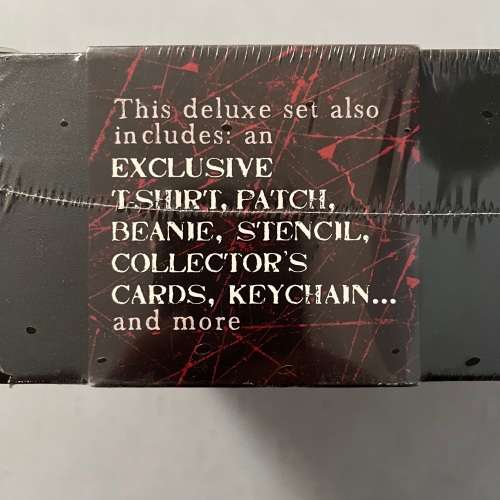 This deluxe set also
includes: an
EXCLUSIVE
T-SHIRT, PATCH,
BEANIE, STENCIL,
COLLECTOR'S
CARDS, KEYCHAIN...
and more